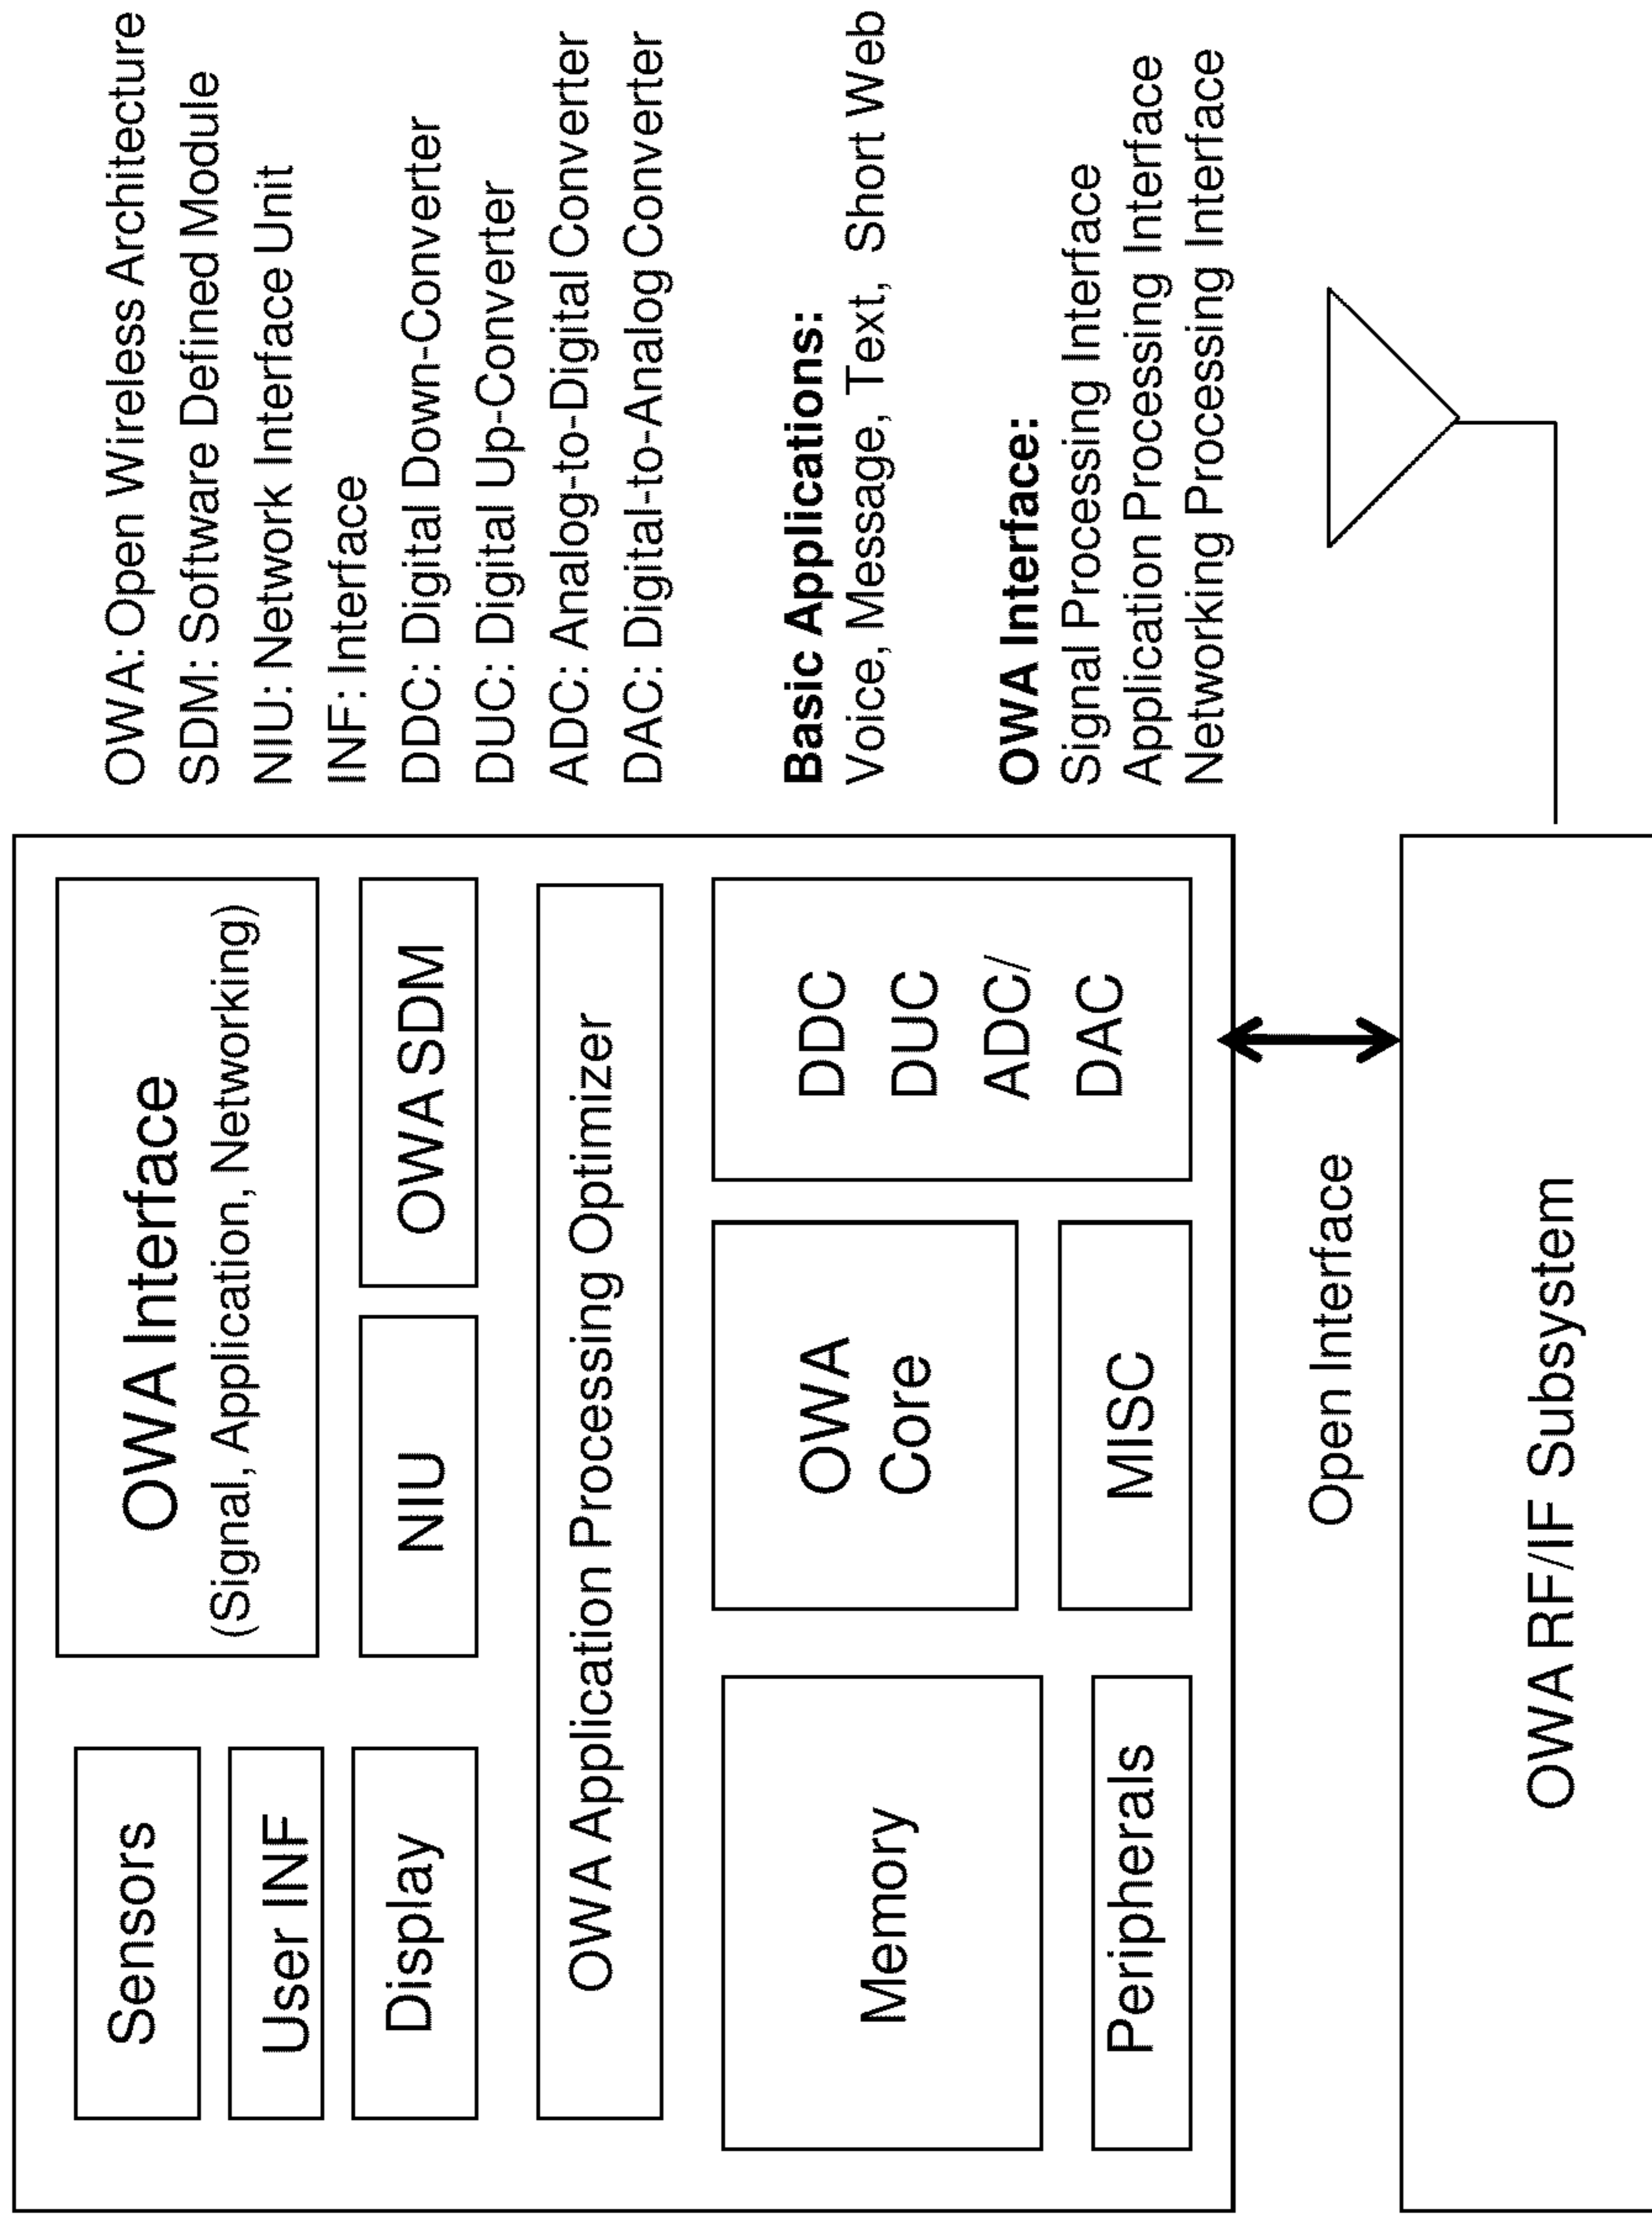 Sensors
User INF
Display
OWA Interface
(Signal, Application, Networking)
NIU
OWA SDM
OWA Application Processing Optimizer
Memory
Peripherals
OWA
Core
MISC
DDC
DUC
ADC/
DAC
Open Interface
OWA RF/IF Subsystem
OWA: Open Wireless Architecture
SDM: Software Defined Module
NIU: Network Interface Unit
INF: Interface
DDC: Digital Down-Converter
DUC: Digital Up-Converter
ADC: Analog-to-Digital Converter
DAC: Digital-to-Analog Converter
Basic Applications:
Voice, Message, Text, Short Web
OWA Interface:
Signal Processing Interface
Application Processing Interface
Networking Processing Interface